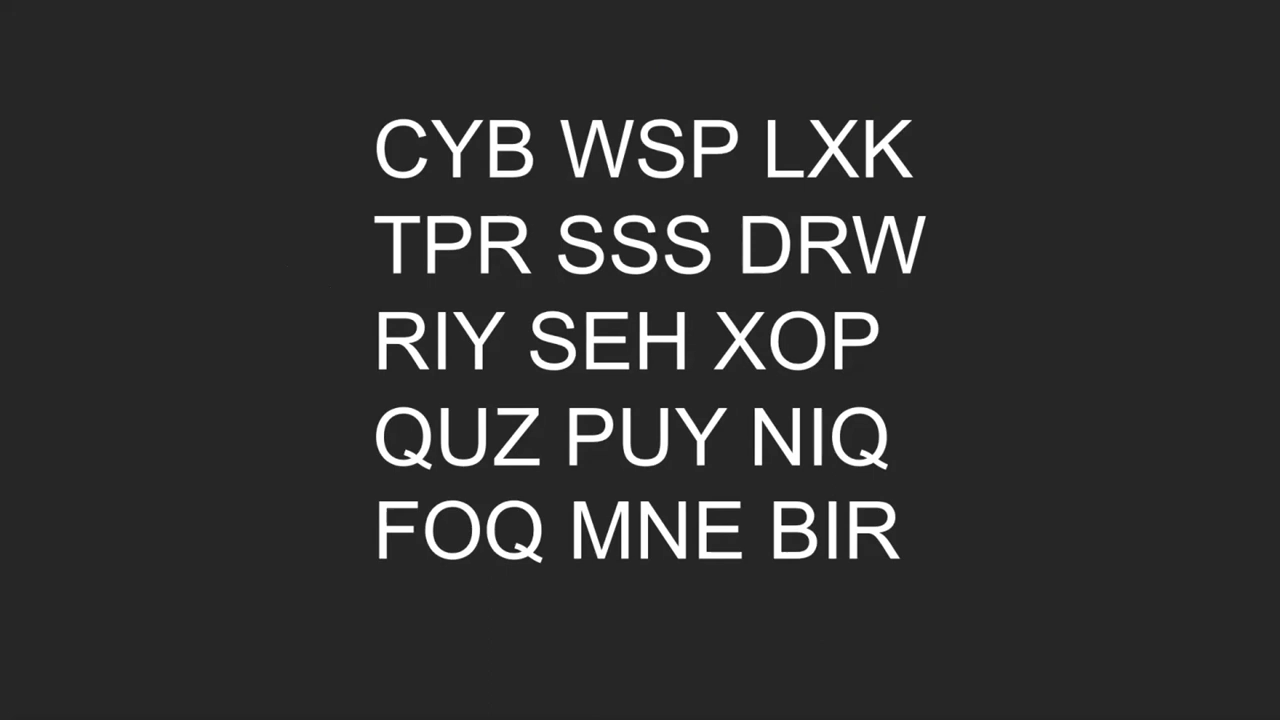 CYB WSP LXK
TPR SSS DRW
RIY SEH XOP
QUZ PUY NIQ
FOQ MNE BIR